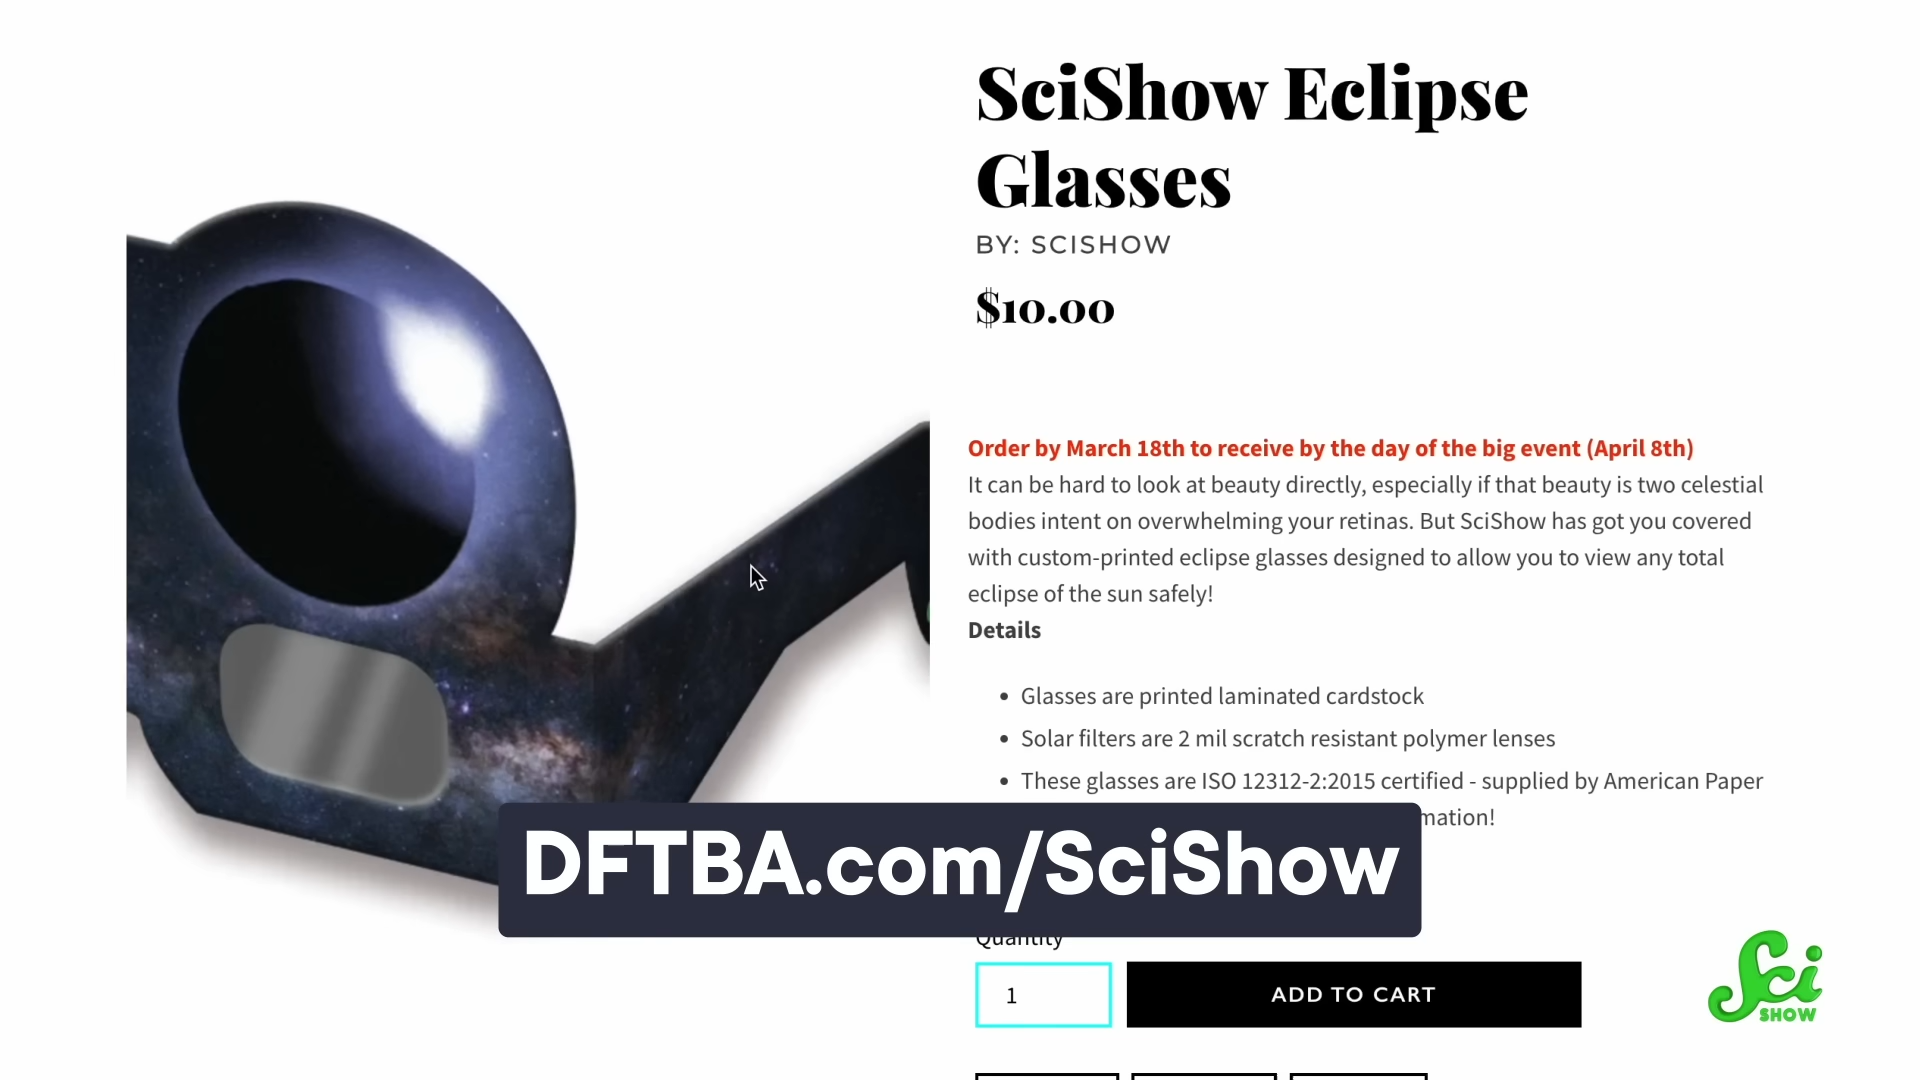 SciShow Eclipse
Glasses
BY: SCISHOW
$10.00
Order by March 18th to receive by the day of the big event (April 8th)
It can be hard to look at beauty directly, especially if that beauty is two celestial
bodies intent on overwhelming your retinas. But SciShow has got you covered
with custom-printed eclipse glasses designed to allow you to view any total
eclipse of the sun safely!
Details
• Glasses are printed laminated cardstock
• Solar filters are 2 mil scratch resistant polymer lenses
• These glasses are ISO 12312-2:2015 certified - supplied by American Paper
DFTBA.com/SciShow
Quantity
1
ADD TO CART
Sci
SHOW